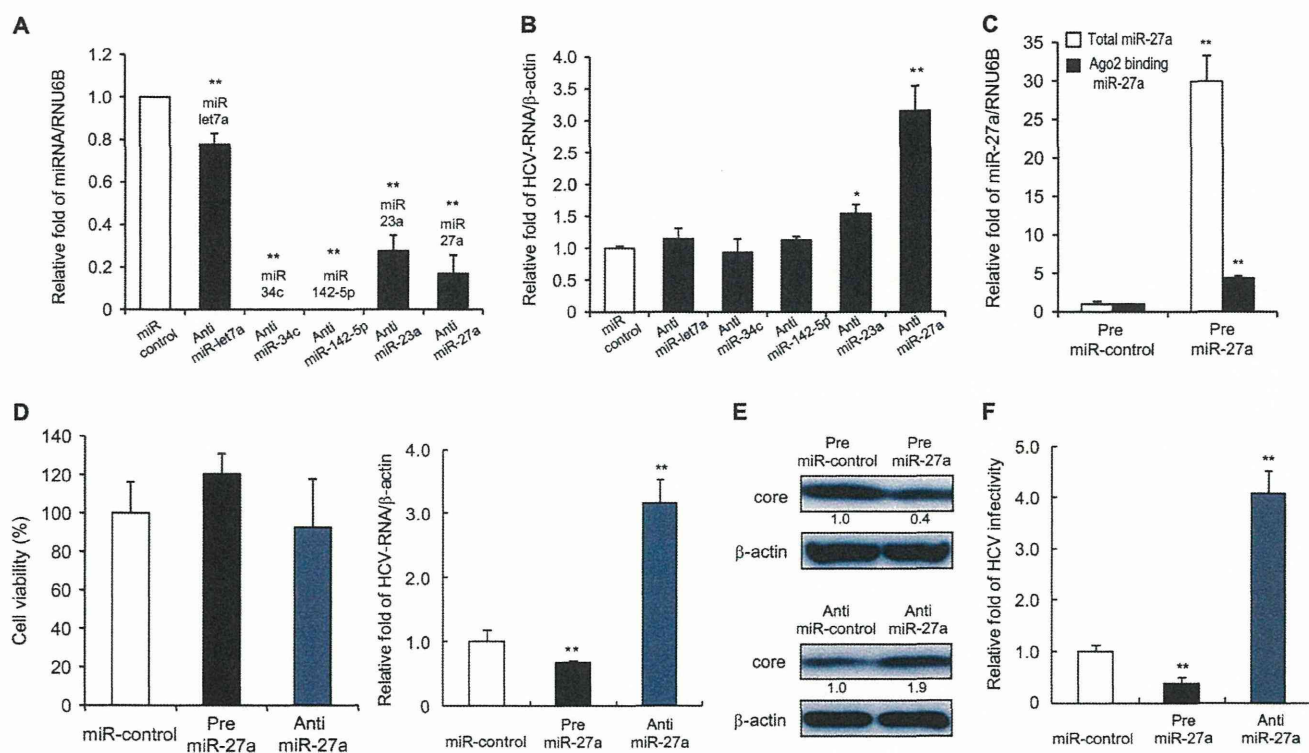 A
Relative fold of miRNA/RNU6B
1.2
1.0
0.8
0.6
0.4
0.2
0
**
miR
let7a
**
miR
34c
**
miR
142-5p
**
miR
23a
**
miR
27a
miR
control
Anti
miR-let7a
Anti
miR-34c
Anti
miR-142-5p
Anti
miR-23a
Anti
miR-27a
B
Relative fold of HCV-RNA/β-actin
4.0
3.5
3.0
2.5
2.0
1.5
1.0
0.5
0
*
**
miR
control
Anti
miR-let7a
Anti
miR-34c
Anti
miR-142-5p
Anti
miR-23a
Anti
miR-27a
C
Relative fold of miR-27a/RNU6B
Total miR-27a
Ago2 binding
miR-27a
35
30
25
20
15
10
5
0
**
**
Pre
miR-control
Pre
miR-27a
D
Cell viability (%)
140
120
100
80
60
40
20
0
miR-control
Pre
miR-27a
Anti
miR-27a
Relative fold of HCV-RNA/β-actin
4.0
3.0
2.0
1.0
0
**
**
miR-control
Pre
miR-27a
Anti
miR-27a
E
Pre
miR-control
Pre
miR-27a
core
1.0
0.4
β-actin
Anti
miR-control
Anti
miR-27a
core
1.0
1.9
β-actin
F
Relative fold of HCV infectivity
5.0
4.0
3.0
2.0
1.0
0
**
**
miR-control
Pre
miR-27a
Anti
miR-27a